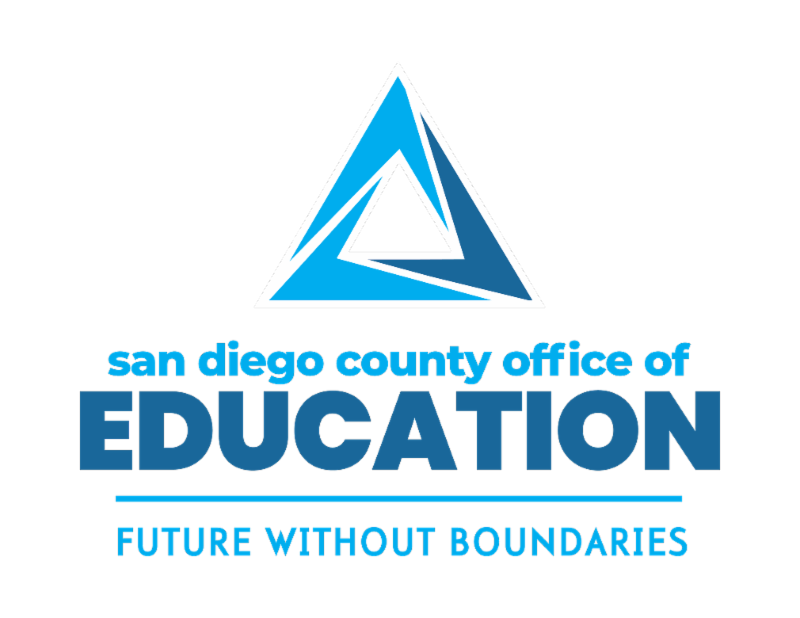 san diego county office of
EDUCATION
FUTURE WITHOUT BOUNDARIES